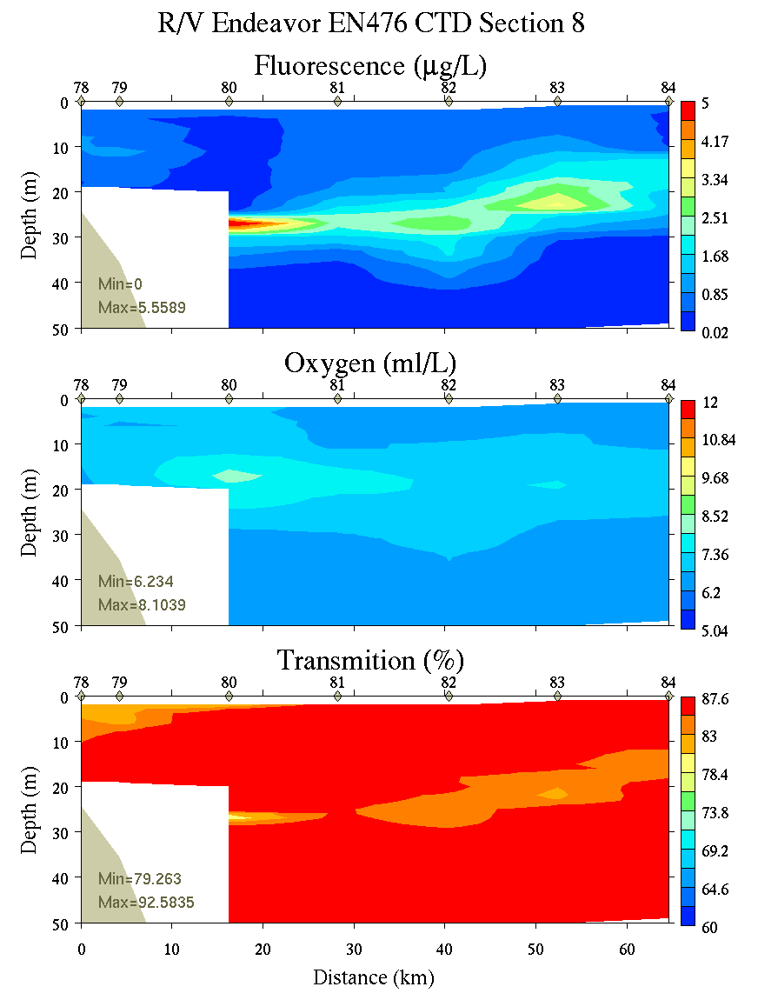 R/V Endeavor EN476 CTD Section 8
Fluorescence (μg/L)
78 79 80 81 82 83 84
0
10
20
30
40
50
Depth (m)
Min=0
Max=5.5589
5
4.17
3.34
2.51
1.68
0.85
0.02
Oxygen (ml/L)
78 79 80 81 82 83 84
0
10
20
30
40
50
Depth (m)
Min=6.234
Max=8.1039
12
10.84
9.68
8.52
7.36
6.2
5.04
Transmition (%)
78 79 80 81 82 83 84
0
10
20
30
40
50
Depth (m)
Min=79.263
Max=92.5835
87.6
83
78.4
73.8
69.2
64.6
60
0 10 20 30 40 50 60
Distance (km)